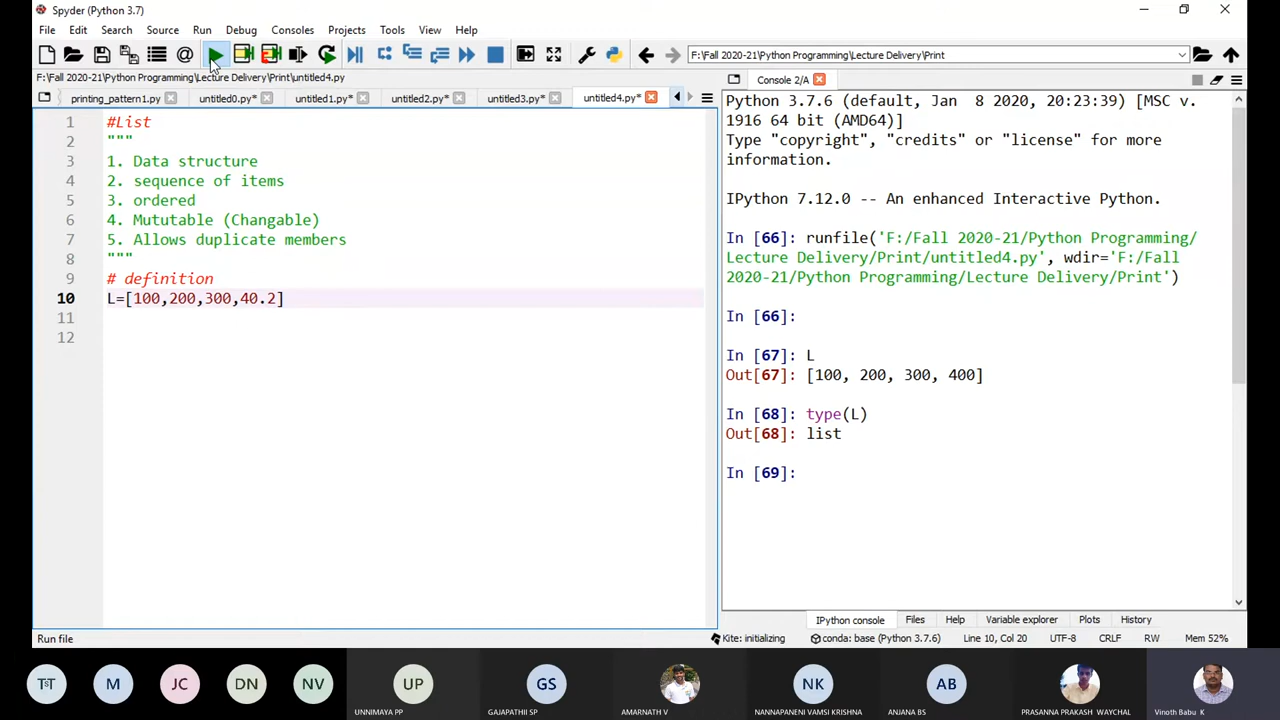 Spyder (Python 3.7)
File Edit Search Source Run Debug Consoles Projects Tools View Help
F:\Fall 2020-21\Python Programming\Lecture Delivery\Print
F:\Fall 2020-21\Python Programming\Lecture Delivery\Print\untitled4.py
printing_pattern1.py untitled0.py* untitled1.py* untitled2.py* untitled3.py* untitled4.py*
1 #List
2 """
3 1. Data structure
4 2. sequence of items
5 3. ordered
6 4. Mututable (Changable)
7 5. Allows duplicate members
8 """
9 # definition
10 L=[100,200,300,40.2]
11
12
Console 2/A
Python 3.7.6 (default, Jan  8 2020, 20:23:39) [MSC v.
1916 64 bit (AMD64)]
Type "copyright", "credits" or "license" for more
information.
IPython 7.12.0 -- An enhanced Interactive Python.
In [66]: runfile('F:/Fall 2020-21/Python Programming/
Lecture Delivery/Print/untitled4.py', wdir='F:/Fall
2020-21/Python Programming/Lecture Delivery/Print')
In [66]:
In [67]: L
Out[67]: [100, 200, 300, 400]
In [68]: type(L)
Out[68]: list
In [69]:
IPython console Files Help Variable explorer Plots History
Run file
Kite: initializing conda: base (Python 3.7.6) Line 10, Col 20 UTF-8 CRLF RW Mem 52%
M JC DN NV UP GS NK AB
UNNIMAYA PP GAJAPATHI SP AMARNATH V NANNAPANENI VAMSI KRISHNA ANJANA BS PRASANNA PRAKASH WAYCHAL Vinoth Babu K